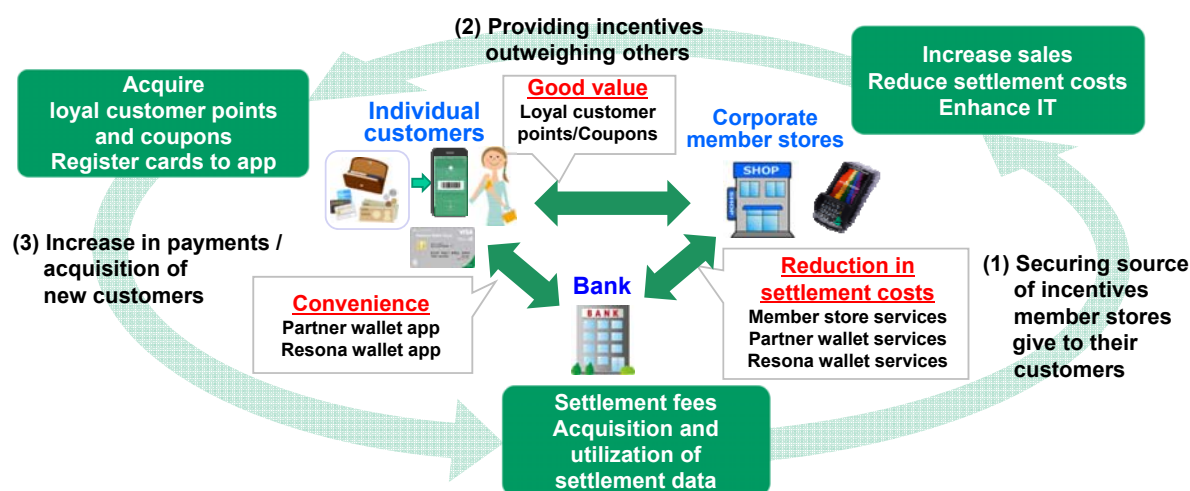 (2) Providing incentives
outweighing others
Increase sales
Reduce settlement costs
Enhance IT
Acquire
loyal customer points
and coupons
Register cards to app
Individual
customers
Good value
Loyal customer
points/Coupons
Corporate
member stores
SHOP
VISA
(3) Increase in payments /
acquisition of
new customers
Convenience
Partner wallet app
Resona wallet app
Bank
BANK
Reduction in
settlement costs
Member store services
Partner wallet services
Resona wallet services
(1) Securing source
of incentives
member stores
give to their
customers
Settlement fees
Acquisition and
utilization of
settlement data